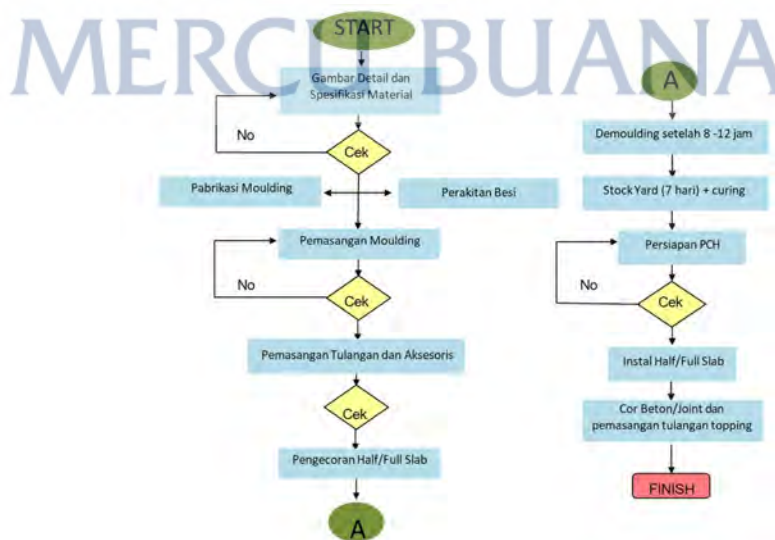 MERCU BUANA
START
Gambar Detail dan
Spesifikasi Material
No
Cek
Pabrikasi Moulding
Perakitan Besi
Pemasangan Moulding
No
Cek
Pemasangan Tulangan dan Aksesoris
Cek
Pengecoran Half/Full Slab
A
A
Demoulding setelah 8 -12 jam
Stock Yard (7 hari) + curing
Persiapan PCH
No
Cek
Instal Half/Full Slab
Cor Beton/Joint dan
pemasangan tulangan topping
FINISH